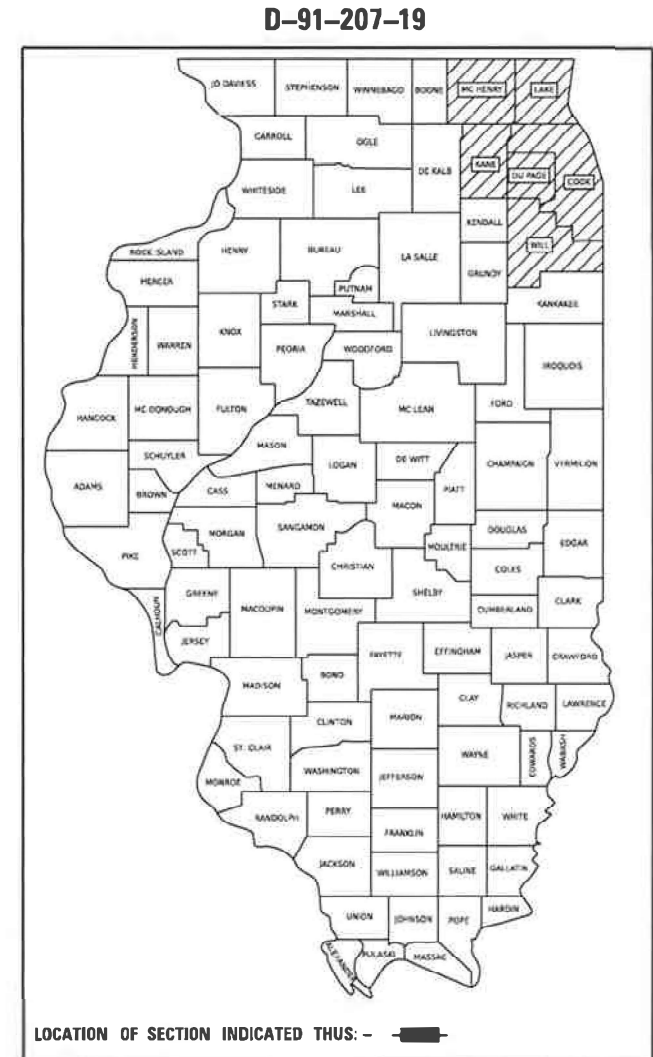 D-91-207-19
JO DAVIESS
STEPHENSON
WINNEBAGO
BOONE
MC HENRY
LAKE
CARROLL
OGLE
DE KALB
KANE
DU PAGE
COOK
WHITESIDE
LEE
KENDALL
WILL
ROCK ISLAND
HENRY
BUREAU
LA SALLE
GRUNDY
MERCER
PUTNAM
KANKAKEE
STARK
MARSHALL
HENDERSON
WARREN
KNOX
PEORIA
WOODFORD
LIVINGSTON
IROQUOIS
HANCOCK
MC DONOUGH
FULTON
TAZEWELL
MC LEAN
FORD
SCHUYLER
MASON
LOGAN
DE WITT
CHAMPAIGN
VERMILION
ADAMS
BROWN
CASS
MENARD
PIATT
MACON
PIKE
SCOTT
MORGAN
SANGAMON
MOULTRIE
DOUGLAS
EDGAR
CHRISTIAN
COLES
CALHOUN
GREENE
MACOUPIN
MONTGOMERY
SHELBY
CUMBERLAND
CLARK
JERSEY
FAYETTE
EFFINGHAM
JASPER
CRAWFORD
MADISON
BOND
CLAY
RICHLAND
LAWRENCE
CLINTON
MARION
ST. CLAIR
WAYNE
EDWARDS
WABASH
MONROE
WASHINGTON
JEFFERSON
RANDOLPH
PERRY
HAMILTON
WHITE
FRANKLIN
JACKSON
WILLIAMSON
SALINE
GALLATIN
UNION
JOHNSON
POPE
HARDIN
ALEXANDER
PULASKI
MASSAC
LOCATION OF SECTION INDICATED THUS: -